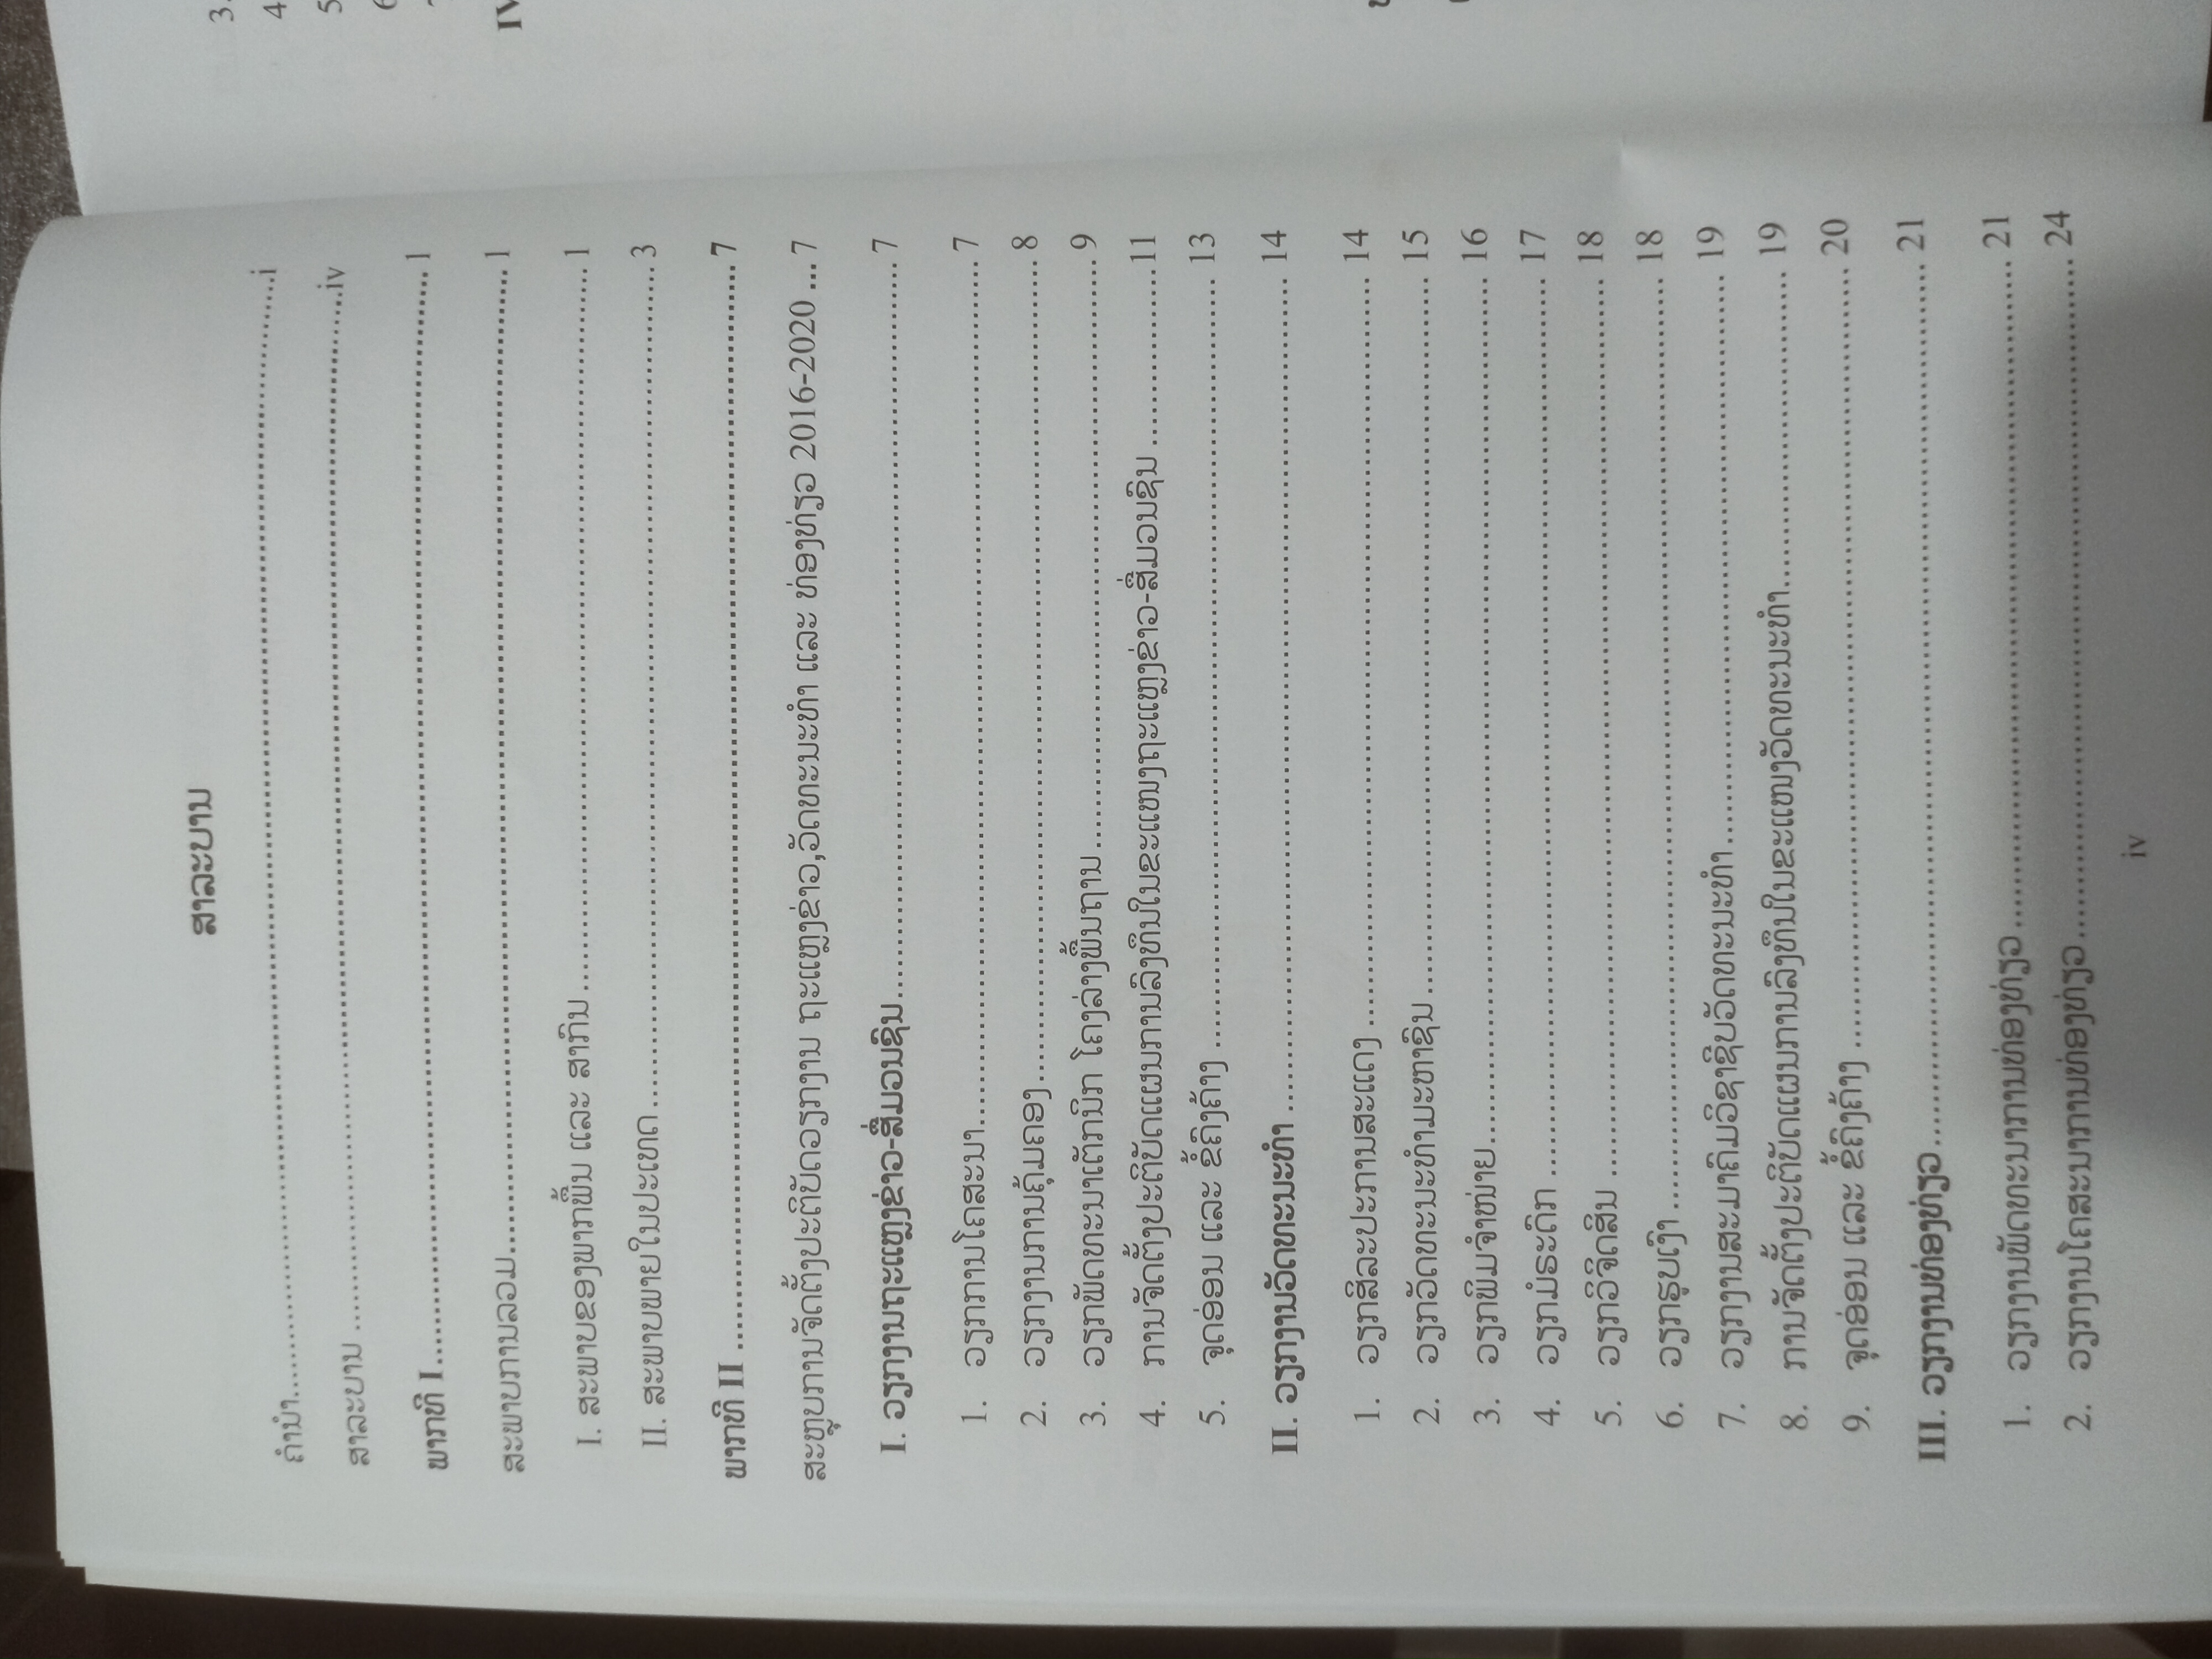 ສາລະບານ
ຄໍານໍາ.......................................................i
ສາລະບານ.......................................................iv
ພາກທີ I.......................................................1
ສະພາບການລວມ.......................................................1
I. ສະພາບຂອງພາກພື້ນ ແລະ ສາກົນ.......................................................1
II. ສະພາບພາຍໃນປະເທດ.......................................................3
ພາກທີ II.......................................................7
ສະຫຼຸບການຈັດຕັ້ງປະຕິບັດວຽກງານ ຖະແຫຼງຂ່າວ,ວັດທະນະທໍາ ແລະ ທ່ອງທ່ຽວ 2016-2020 ...7
I. ວຽກງານຖະແຫຼງຂ່າວ-ສື່ມວນຊົນ.......................................................7
1. ວຽກການໂຄສະນາ.......................................................7
2. ວຽກງານການຄຸ້ມຄອງ.......................................................8
3. ວຽກພັດທະນາເຕັກນິກ ໂຄງລ່າງພື້ນຖານ.......................................................9
4. ການຈັດຕັ້ງປະຕິບັດແຜນການລົງທຶນໃນຂະແໜງຖະແຫຼງຂ່າວ-ສື່ມວນຊົນ ..................11
5. ຈຸດອ່ອນ ແລະ ຂໍ້ຄົງຄ້າງ.......................................................13
II. ວຽກງານວັດທະນະທໍາ.......................................................14
1. ວຽກສິລະປະການສະແດງ.......................................................14
2. ວຽກວັດທະນະທໍາມະຫາຊົນ.......................................................15
3. ວຽກພິມຈໍາໜ່າຍ.......................................................16
4. ວຽກມໍຣະດົກ.......................................................17
5. ວຽກວິຈິດສິນ.......................................................18
6. ວຽກຮູບເງົາ.......................................................18
7. ວຽກງານສະມາຄົມວິຊາຊີບວັດທະນະທໍາ.......................................................19
8. ການຈັດຕັ້ງປະຕິບັດແຜນການລົງທຶນໃນຂະແໜງວັດທະນະທໍາ.......................................................19
9. ຈຸດອ່ອນ ແລະ ຂໍ້ຄົງຄ້າງ.......................................................20
III. ວຽກງານທ່ອງທ່ຽວ.......................................................21
1. ວຽກງານພັດທະນາການທ່ອງທ່ຽວ.......................................................21
2. ວຽກງານໂຄສະນາການທ່ອງທ່ຽວ.......................................................24
iv
3.
4
5
IV